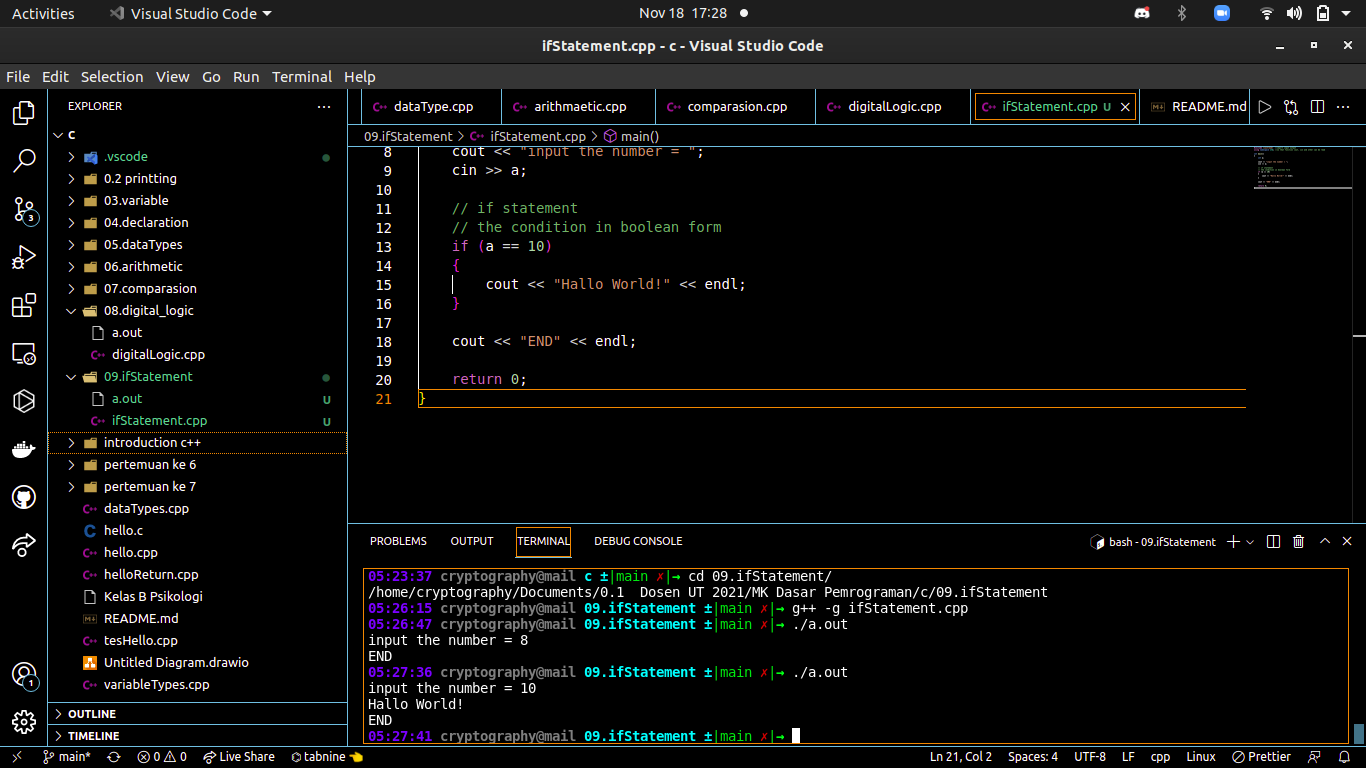 Activities Visual Studio Code Nov 18 17:28
ifStatement.cpp - c - Visual Studio Code
File Edit Selection View Go Run Terminal Help
EXPLORER
C
.vscode
0.2 printting
03.variable
04.declaration
05.dataTypes
06.arithmetic
07.comparasion
08.digital_logic
a.out
digitalLogic.cpp
09.ifStatement
a.out U
ifStatement.cpp U
introduction c++
pertemuan ke 6
pertemuan ke 7
dataTypes.cpp
hello.c
hello.cpp
helloReturn.cpp
Kelas B Psikologi
README.md
tesHello.cpp
Untitled Diagram.drawio
variableTypes.cpp
OUTLINE
TIMELINE
3
1
dataType.cpp arithmaetic.cpp comparasion.cpp digitalLogic.cpp ifStatement.cpp U README.md
09.ifStatement > ifStatement.cpp > main()
8 cout << "input the number = ";
9 cin >> a;
10
11 // if statement
12 // the condition in boolean form
13 if (a == 10)
14 {
15 cout << "Hallo World!" << endl;
16 }
17
18 cout << "END" << endl;
19
20 return 0;
21 }
PROBLEMS OUTPUT TERMINAL DEBUG CONSOLE bash - 09.ifStatement
05:23:37 cryptography@mail c ±|main ✗|→ cd 09.ifStatement/
/home/cryptography/Documents/0.1  Dosen UT 2021/MK Dasar Pemrograman/c/09.ifStatement
05:26:15 cryptography@mail 09.ifStatement ±|main ✗|→ g++ -g ifStatement.cpp
05:26:47 cryptography@mail 09.ifStatement ±|main ✗|→ ./a.out
input the number = 8
END
05:27:36 cryptography@mail 09.ifStatement ±|main ✗|→ ./a.out
input the number = 10
Hallo World!
END
05:27:41 cryptography@mail 09.ifStatement ±|main ✗|→
main* 0 0 Live Share tabnine Ln 21, Col 2 Spaces: 4 UTF-8 LF cpp Linux Prettier